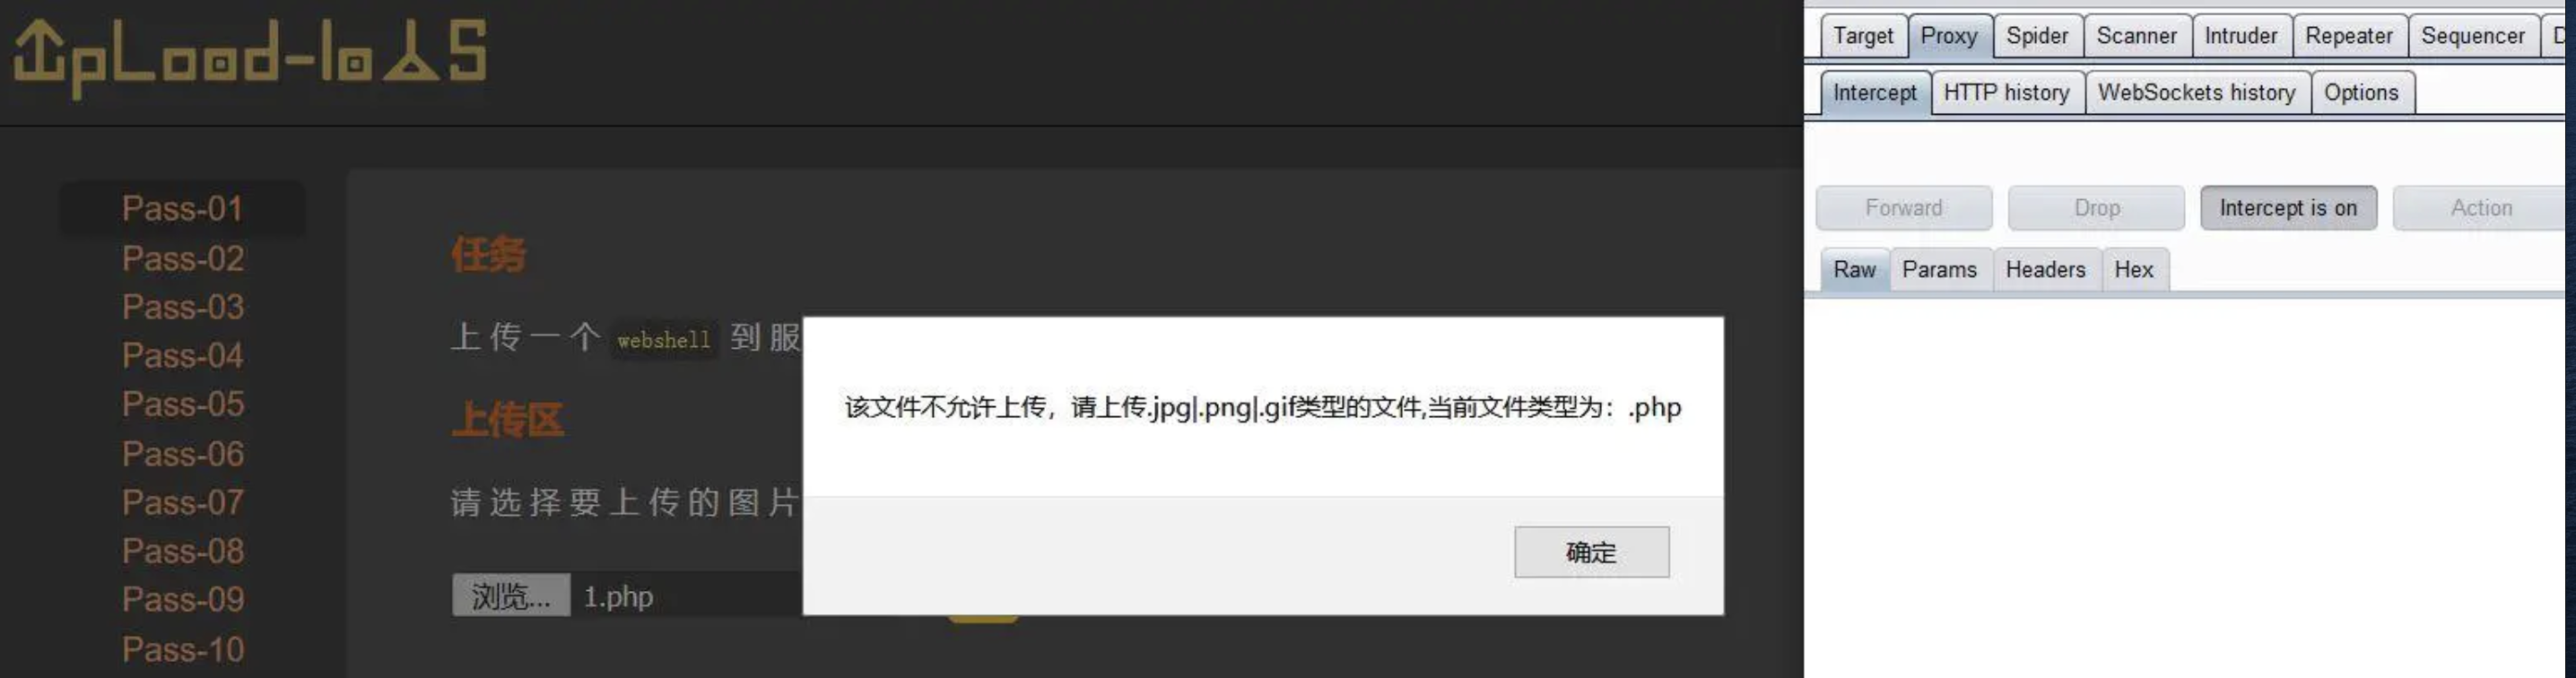 UpLoad-labS
Pass-01
Pass-02
Pass-03
Pass-04
Pass-05
Pass-06
Pass-07
Pass-08
Pass-09
Pass-10
任务
上传一个 webshell 到服
上传区
请选择要上传的图片
浏览... 1.php
该文件不允许上传，请上传.jpg|.png|.gif类型的文件,当前文件类型为：.php
确定
Target Proxy Spider Scanner Intruder Repeater Sequencer
Intercept HTTP history WebSockets history Options
Forward Drop Intercept is on Action
Raw Params Headers Hex